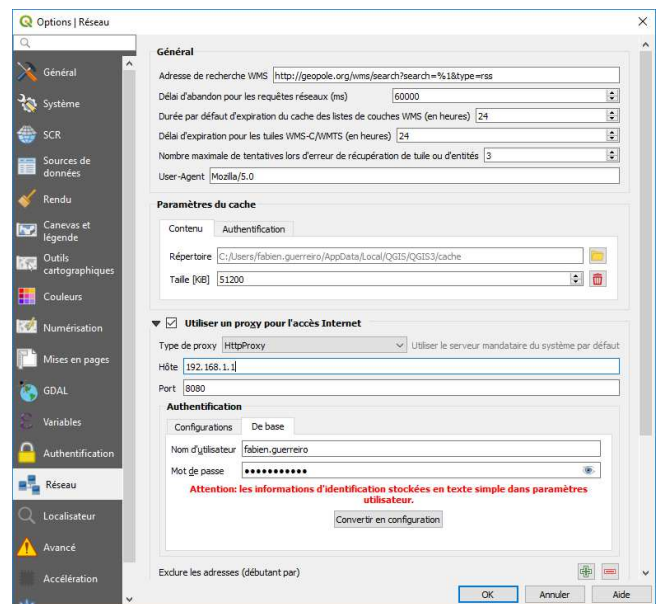 Options | Réseau
Général
Système
SCR
Sources de
données
Rendu
Canevas et
légende
Outils
cartographiques
Couleurs
Numérisation
Mises en pages
GDAL
Variables
Authentification
Réseau
Localisateur
Avancé
Accélération
Général
Adresse de recherche WMS http://geopole.org/wms/search?search=%1&type=rss
Délai d'abandon pour les requêtes réseaux (ms) 60000
Durée par défaut d'expiration du cache des listes de couches WMS (en heures) 24
Délai d'expiration pour les tuiles WMS-C/WMTS (en heures) 24
Nombre maximale de tentatives lors d'erreur de récupération de tuile ou d'entités 3
User-Agent Mozilla/5.0
Paramètres du cache
Contenu Authentification
Répertoire C:/Users/fabien.guerreiro/AppData/Local/QGIS/QGIS3/cache
Taille [KiB] 51200
Utiliser un proxy pour l'accès Internet
Type de proxy HttpProxy Utiliser le serveur mandataire du système par défaut
Hôte 192.168.1.1
Port 8080
Authentification
Configurations De base
Nom d'utilisateur fabien.guerreiro
Mot de passe ●●●●●●●●●●●
Attention: les informations d'identification stockées en texte simple dans paramètres
utilisateur.
Convertir en configuration
Exclure les adresses (débutant par)
OK Annuler Aide